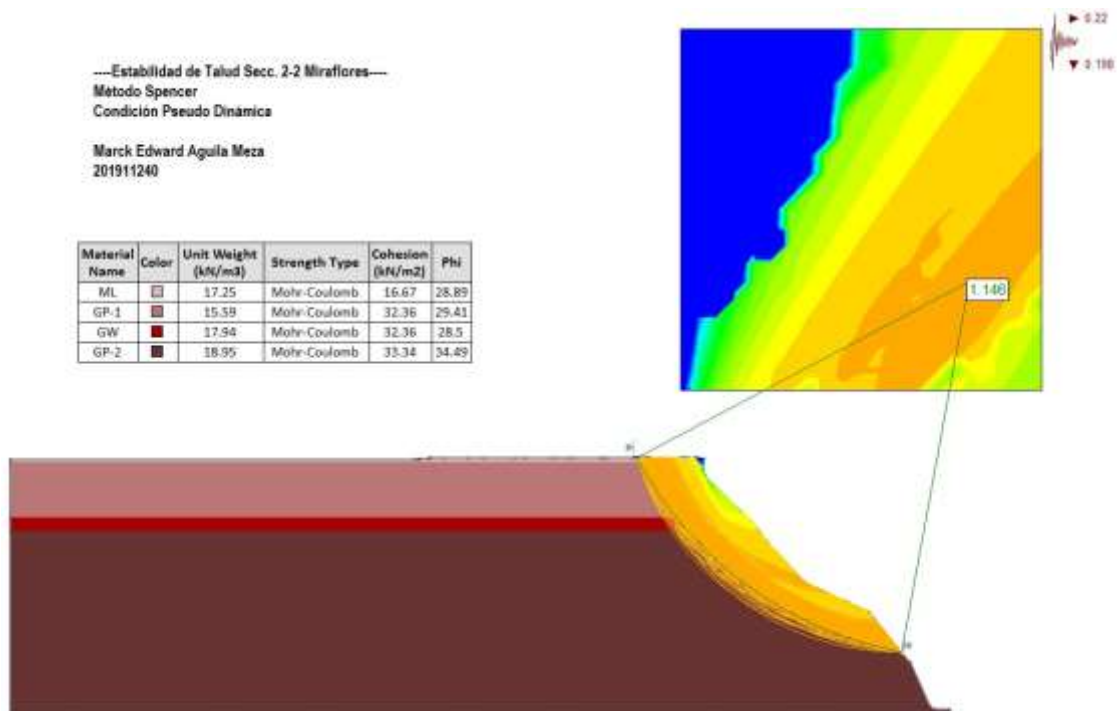 ----Estabilidad de Talud Secc. 2-2 Miraflores----
Método Spencer
Condición Pseudo Dinámica
Marck Edward Aguila Meza
201911240
Material Name Color Unit Weight (kN/m3) Strength Type Cohesion (kN/m2) Phi
ML 17.25 Mohr-Coulomb 16.67 28.89
GP-1 15.59 Mohr-Coulomb 32.36 29.41
GW 17.94 Mohr-Coulomb 32.36 28.5
GP-2 18.95 Mohr-Coulomb 33.34 34.49
0.22
0.198
1.146